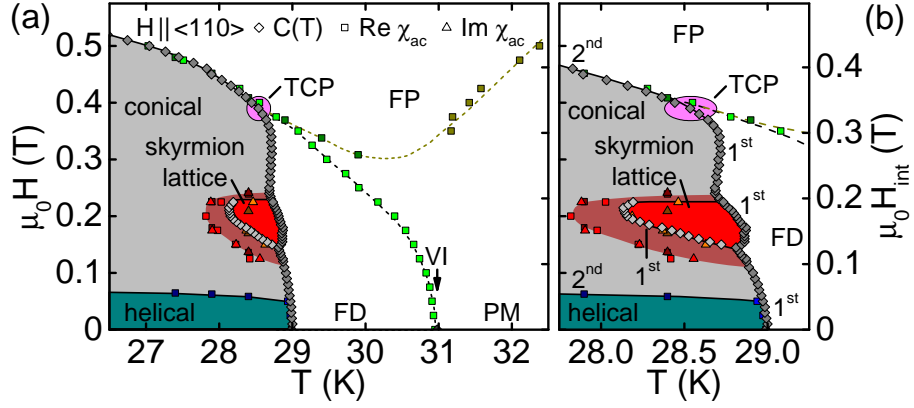 (a) H || <110> ◇ C(T) □ Re χac △ Im χac (b)
0.5
0.4
0.3
0.2
0.1
0
μ0H (T)
TCP
FP
conical
skyrmion
lattice
VI
helical
FD
PM
27 28 29 30 31 32
T (K)
2nd
FP
TCP
conical
1st
skyrmion
lattice
1st
FD
2nd
1st
1st
helical
0.4
0.3
0.2
0.1
0.0
μ0Hint (T)
28.0 28.5 29.0
T (K)